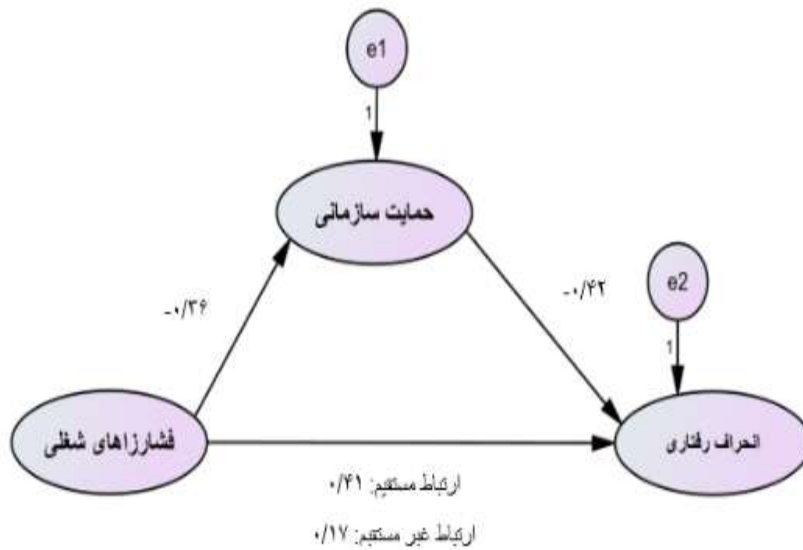 e1
1
حمایت سازمانی
e2
-۰/۳۶
-۰/۴۲
1
فشارزاهای شغلی
انحراف رفتاری
ارتباط مستقیم: ۰/۴۱
ارتباط غیر مستقیم: ۰/۱۷